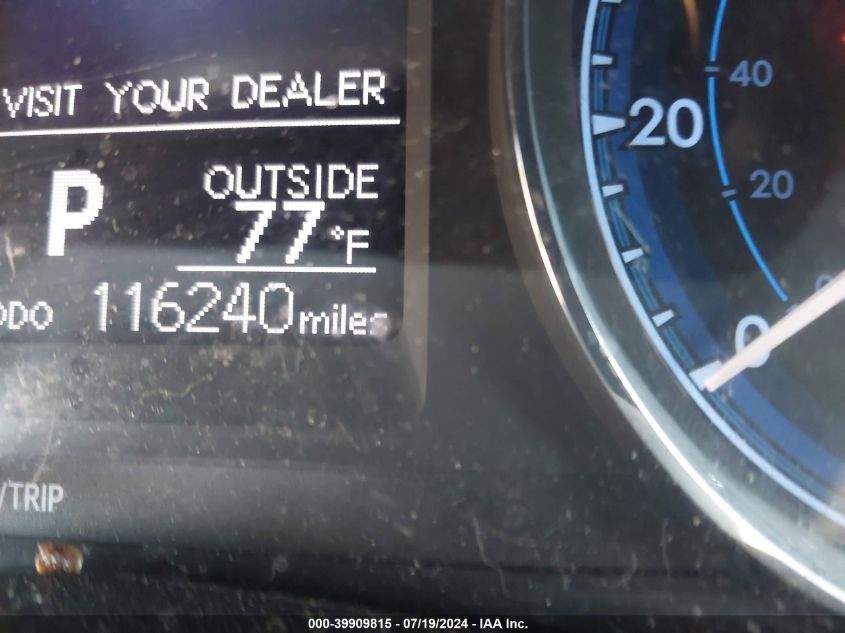 VISIT YOUR DEALER
P
OUTSIDE
77°F
ODO 116240 miles
/TRIP
40
20
20
0
000-39909815 - 07/19/2024 - IAA Inc.